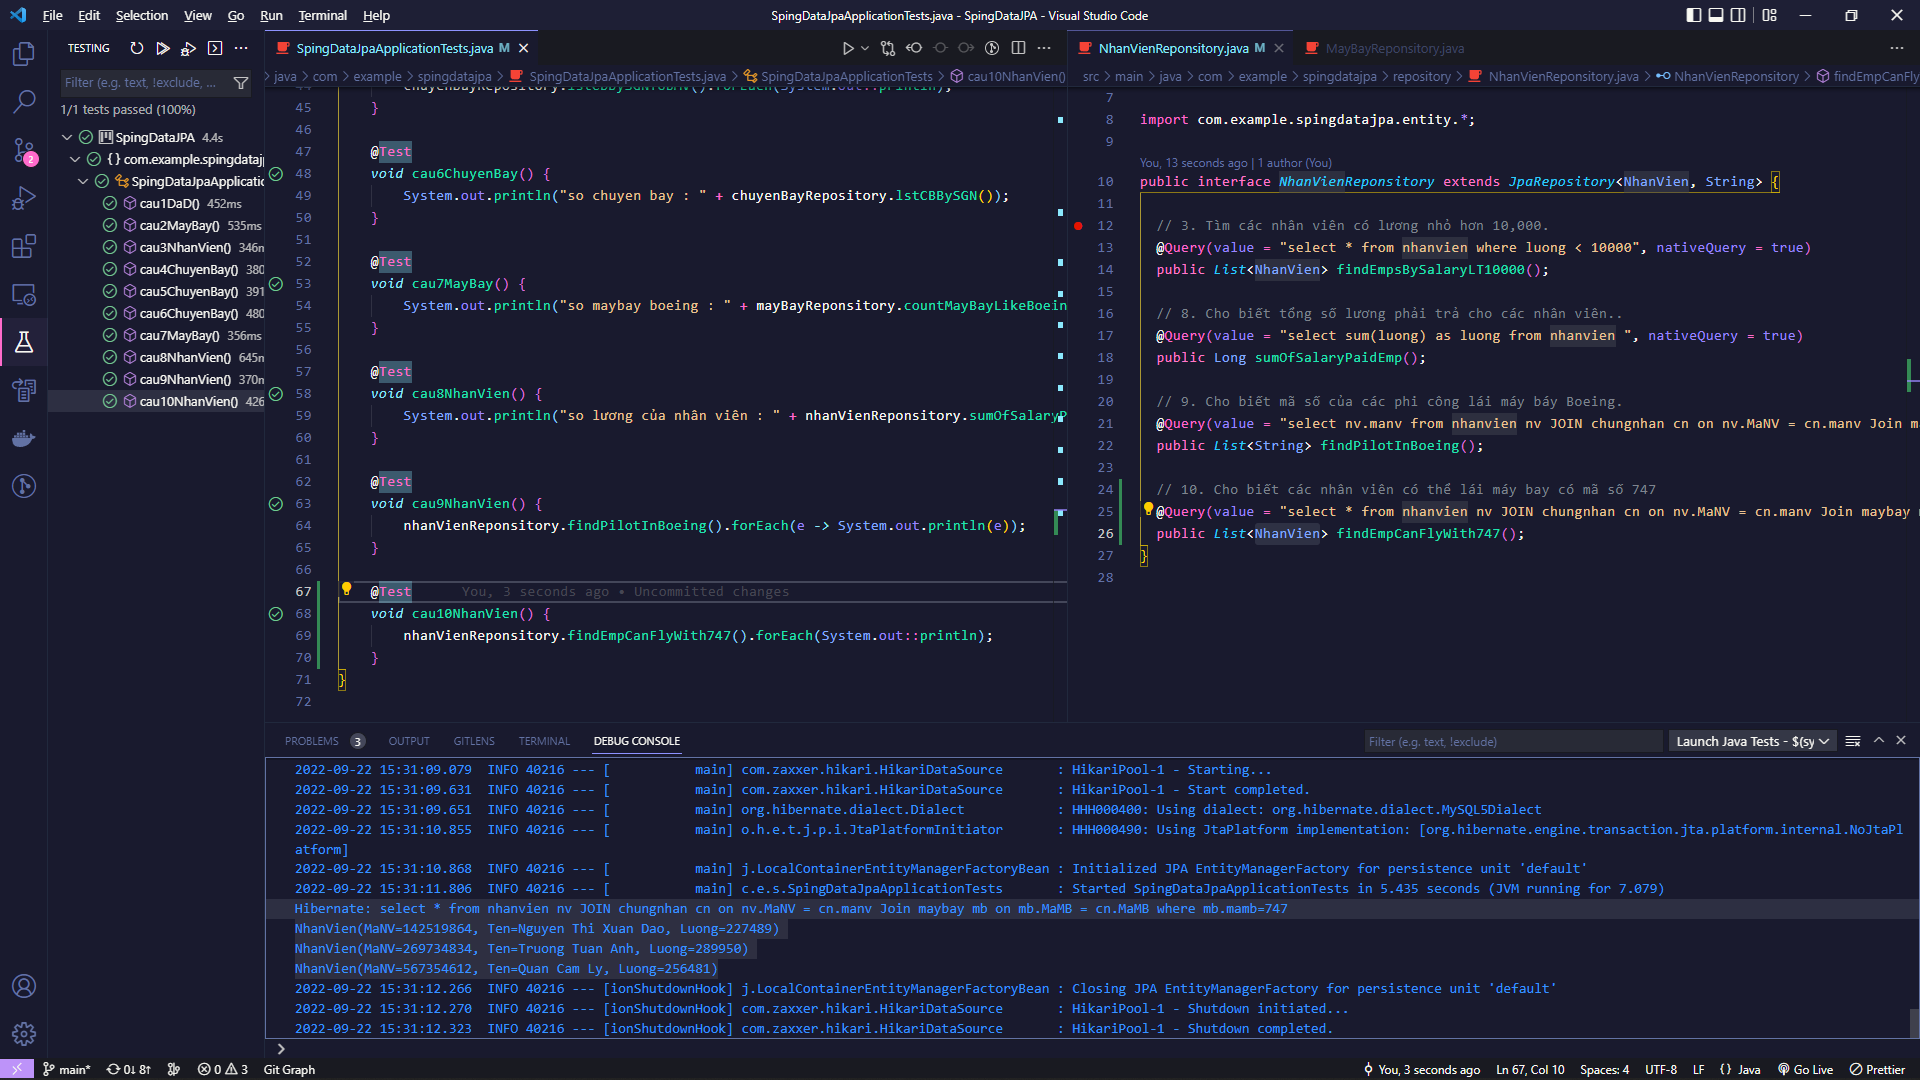 File Edit Selection View Go Run Terminal Help
SpingDataJpaApplicationTests.java - SpingDataJPA - Visual Studio Code
TESTING
Filter (e.g. text, !exclude, ...
1/1 tests passed (100%)
SpingDataJPA 4.4s
{} com.example.spingdataj
SpingDataJpaApplicatio
cau1DaD() 452ms
cau2MayBay() 535ms
cau3NhanVien() 346m
cau4ChuyenBay() 380
cau5ChuyenBay() 391
cau6ChuyenBay() 480
cau7MayBay() 356ms
cau8NhanVien() 645m
cau9NhanVien() 370m
cau10NhanVien() 426
2
SpingDataJpaApplicationTests.java M
java > com > example > spingdatajpa > SpingDataJpaApplicationTests.java > SpingDataJpaApplicationTests > cau10NhanVien()
44 chuyenBayRepository.lstCBBySGNToBMV().forEach(System.out::println);
45 }
46
47 @Test
48 void cau6ChuyenBay() {
49 System.out.println("so chuyen bay : " + chuyenBayRepository.lstCBBySGN());
50 }
51
52 @Test
53 void cau7MayBay() {
54 System.out.println("so maybay boeing : " + mayBayReponsitory.countMayBayLikeBoein
55 }
56
57 @Test
58 void cau8NhanVien() {
59 System.out.println("so lương của nhân viên : " + nhanVienReponsitory.sumOfSalaryP
60 }
61
62 @Test
63 void cau9NhanVien() {
64 nhanVienReponsitory.findPilotInBoeing().forEach(e -> System.out.println(e));
65 }
66
67 @Test You, 3 seconds ago • Uncommitted changes
68 void cau10NhanVien() {
69 nhanVienReponsitory.findEmpCanFlyWith747().forEach(System.out::println);
70 }
71 }
72
NhanVienReponsitory.java M
MayBayReponsitory.java
src > main > java > com > example > spingdatajpa > repository > NhanVienReponsitory.java > NhanVienReponsitory > findEmpCanFly
7
8 import com.example.spingdatajpa.entity.*;
9
You, 13 seconds ago | 1 author (You)
10 public interface NhanVienReponsitory extends JpaRepository<NhanVien, String> {
11
12 // 3. Tìm các nhân viên có lương nhỏ hơn 10,000.
13 @Query(value = "select * from nhanvien where luong < 10000", nativeQuery = true)
14 public List<NhanVien> findEmpsBySalaryLT10000();
15
16 // 8. Cho biết tổng số lương phải trả cho các nhân viên..
17 @Query(value = "select sum(luong) as luong from nhanvien ", nativeQuery = true)
18 public Long sumOfSalaryPaidEmp();
19
20 // 9. Cho biết mã số của các phi công lái máy báy Boeing.
21 @Query(value = "select nv.manv from nhanvien nv JOIN chungnhan cn on nv.MaNV = cn.manv Join m
22 public List<String> findPilotInBoeing();
23
24 // 10. Cho biết các nhân viên có thể lái máy bay có mã số 747
25 @Query(value = "select * from nhanvien nv JOIN chungnhan cn on nv.MaNV = cn.manv Join maybay
26 public List<NhanVien> findEmpCanFlyWith747();
27 }
28
PROBLEMS 3 OUTPUT GITLENS TERMINAL DEBUG CONSOLE
Filter (e.g. text, !exclude)
Launch Java Tests - $(sy
2022-09-22 15:31:09.079 INFO 40216 --- [ main] com.zaxxer.hikari.HikariDataSource : HikariPool-1 - Starting...
2022-09-22 15:31:09.631 INFO 40216 --- [ main] com.zaxxer.hikari.HikariDataSource : HikariPool-1 - Start completed.
2022-09-22 15:31:09.651 INFO 40216 --- [ main] org.hibernate.dialect.Dialect : HHH000400: Using dialect: org.hibernate.dialect.MySQL5Dialect
2022-09-22 15:31:10.855 INFO 40216 --- [ main] o.h.e.t.j.p.i.JtaPlatformInitiator : HHH000490: Using JtaPlatform implementation: [org.hibernate.engine.transaction.jta.platform.internal.NoJtaPl
atform]
2022-09-22 15:31:10.868 INFO 40216 --- [ main] j.LocalContainerEntityManagerFactoryBean : Initialized JPA EntityManagerFactory for persistence unit 'default'
2022-09-22 15:31:11.806 INFO 40216 --- [ main] c.e.s.SpingDataJpaApplicationTests : Started SpingDataJpaApplicationTests in 5.435 seconds (JVM running for 7.079)
Hibernate: select * from nhanvien nv JOIN chungnhan cn on nv.MaNV = cn.manv Join maybay mb on mb.MaMB = cn.MaMB where mb.mamb=747
NhanVien(MaNV=142519864, Ten=Nguyen Thi Xuan Dao, Luong=227489)
NhanVien(MaNV=269734834, Ten=Truong Tuan Anh, Luong=289950)
NhanVien(MaNV=567354612, Ten=Quan Cam Ly, Luong=256481)
2022-09-22 15:31:12.266 INFO 40216 --- [ionShutdownHook] j.LocalContainerEntityManagerFactoryBean : Closing JPA EntityManagerFactory for persistence unit 'default'
2022-09-22 15:31:12.270 INFO 40216 --- [ionShutdownHook] com.zaxxer.hikari.HikariDataSource : HikariPool-1 - Shutdown initiated...
2022-09-22 15:31:12.323 INFO 40216 --- [ionShutdownHook] com.zaxxer.hikari.HikariDataSource : HikariPool-1 - Shutdown completed.
main* 0↓ 8↑ 0 3 Git Graph
You, 3 seconds ago Ln 67, Col 10 Spaces: 4 UTF-8 LF {} Java Go Live Prettier